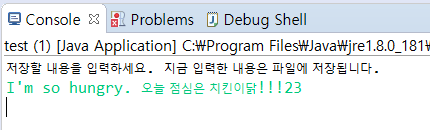 Console Problems Debug Shell
test (1) [Java Application] C:₩Program Files₩Java₩jre1.8.0_181₩
저장할 내용을 입력하세요. 지금 입력한 내용은 파일에 저장됩니다.
I'm so hungry. 오늘 점심은 치킨이닭!!!23